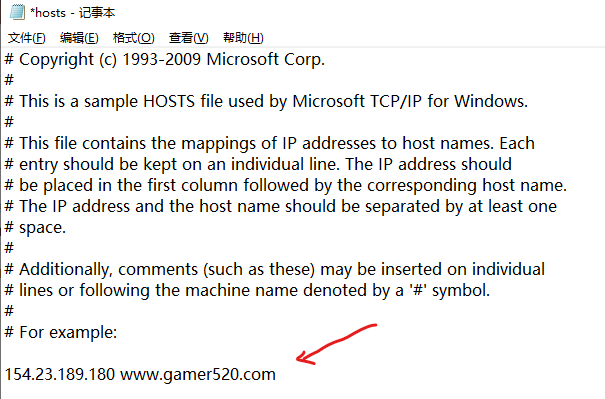 *hosts - 记事本
文件(F) 编辑(E) 格式(O) 查看(V) 帮助(H)
# Copyright (c) 1993-2009 Microsoft Corp.
#
# This is a sample HOSTS file used by Microsoft TCP/IP for Windows.
#
# This file contains the mappings of IP addresses to host names. Each
# entry should be kept on an individual line. The IP address should
# be placed in the first column followed by the corresponding host name.
# The IP address and the host name should be separated by at least one
# space.
#
# Additionally, comments (such as these) may be inserted on individual
# lines or following the machine name denoted by a '#' symbol.
#
# For example:
154.23.189.180 www.gamer520.com